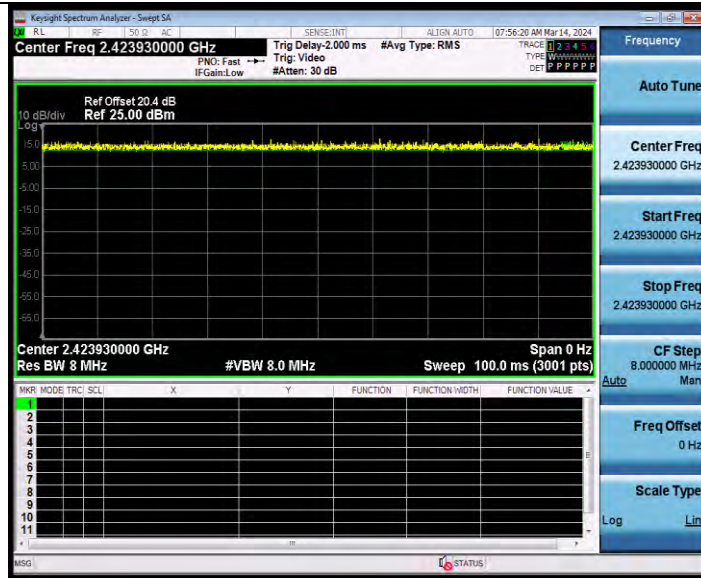 Keysight Spectrum Analyzer - Swept SA
RL RF 50 Ω AC SENSE:INT ALIGN AUTO 07:56:20 AM Mar 14, 2024
Center Freq 2.423930000 GHz
PNO: Fast
IFGain:Low
Trig Delay-2.000 ms
Trig: Video
#Atten: 30 dB
#Avg Type: RMS
TRACE 1 2 3 4 5 6
TYPE
DET P P P P P P
Ref Offset 20.4 dB
10 dB/div Ref 25.00 dBm
Log
15.0
5.00
-5.00
-15.0
-25.0
-35.0
-45.0
-55.0
-65.0
Center 2.423930000 GHz Span 0 Hz
Res BW 8 MHz #VBW 8.0 MHz Sweep 100.0 ms (3001 pts)
MKR MODE TRC SCL X Y FUNCTION FUNCTION WIDTH FUNCTION VALUE
1
2
3
4
5
6
7
8
9
10
11
MSG STATUS
Frequency
Auto Tune
Center Freq
2.423930000 GHz
Start Freq
2.423930000 GHz
Stop Freq
2.423930000 GHz
CF Step
8.000000 MHz
Auto Man
Freq Offset
0 Hz
Scale Type
Log Lin